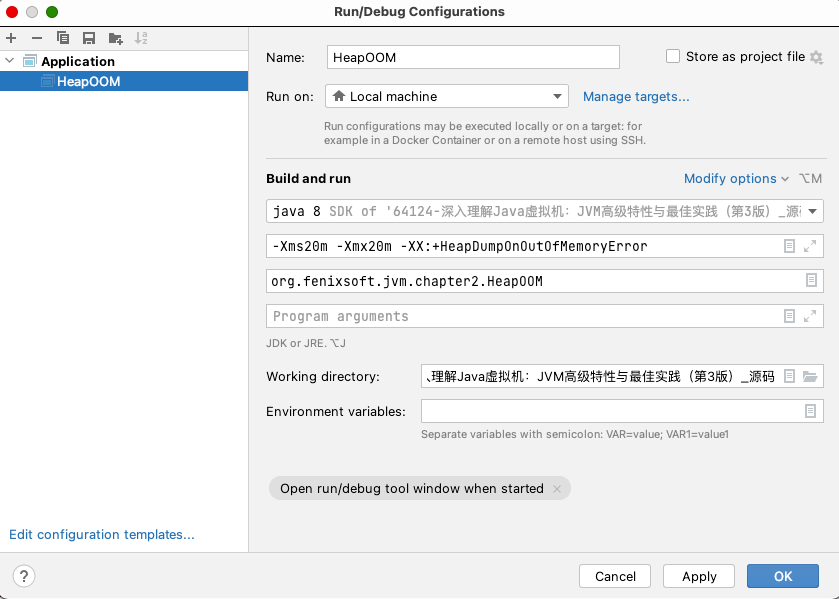 Run/Debug Configurations
Application
HeapOOM
Name:
HeapOOM
Store as project file
Run on:
Local machine
Manage targets...
Run configurations may be executed locally or on a target: for
example in a Docker Container or on a remote host using SSH.
Build and run
Modify options
⌥M
java 8 SDK of '64124-深入理解Java虚拟机：JVM高级特性与最佳实践（第3版）_源
-Xms20m -Xmx20m -XX:+HeapDumpOnOutOfMemoryError
org.fenixsoft.jvm.chapter2.HeapOOM
Program arguments
JDK or JRE. ⌥J
Working directory:
理解Java虚拟机：JVM高级特性与最佳实践（第3版）_源码
Environment variables:
Separate variables with semicolon: VAR=value; VAR1=value1
Open run/debug tool window when started ×
Edit configuration templates...
?
Cancel
Apply
OK